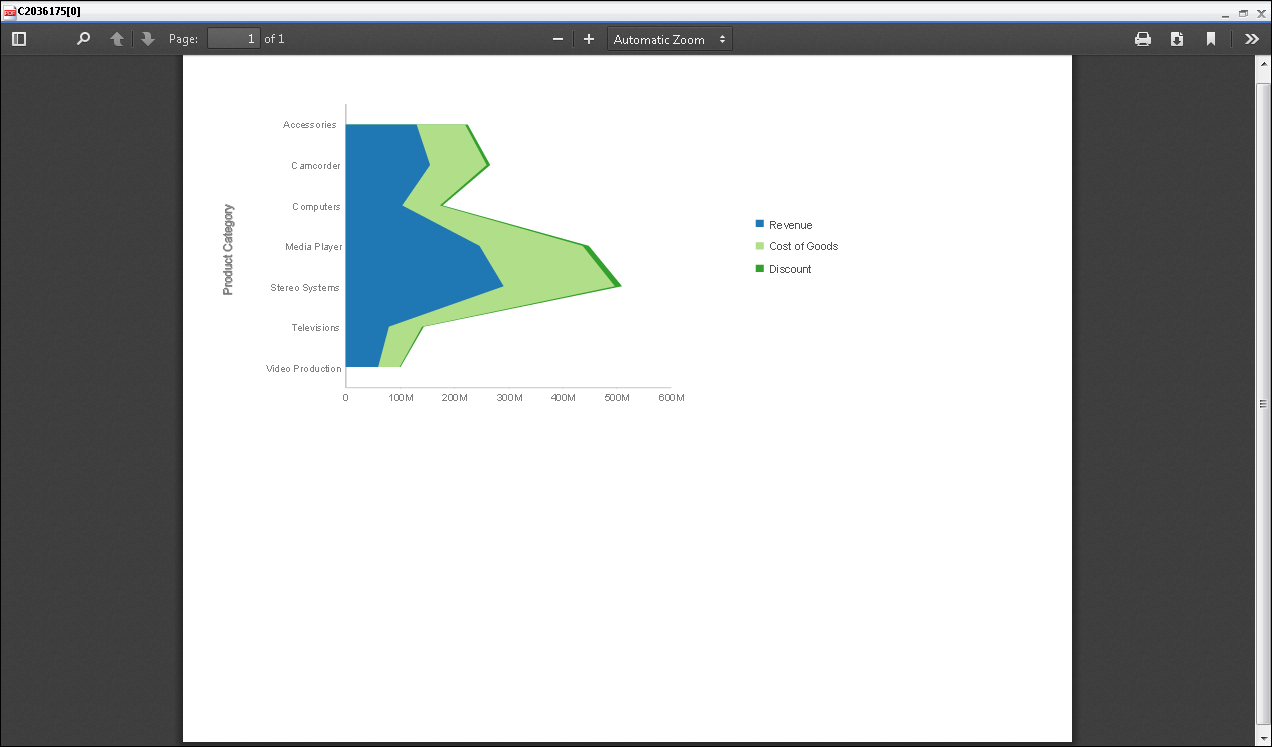 C2036175[0]
Page: 1 of 1
Automatic Zoom
Product Category
Accessories
Camcorder
Computers
Media Player
Stereo Systems
Televisions
Video Production
0 100M 200M 300M 400M 500M 600M
Revenue
Cost of Goods
Discount